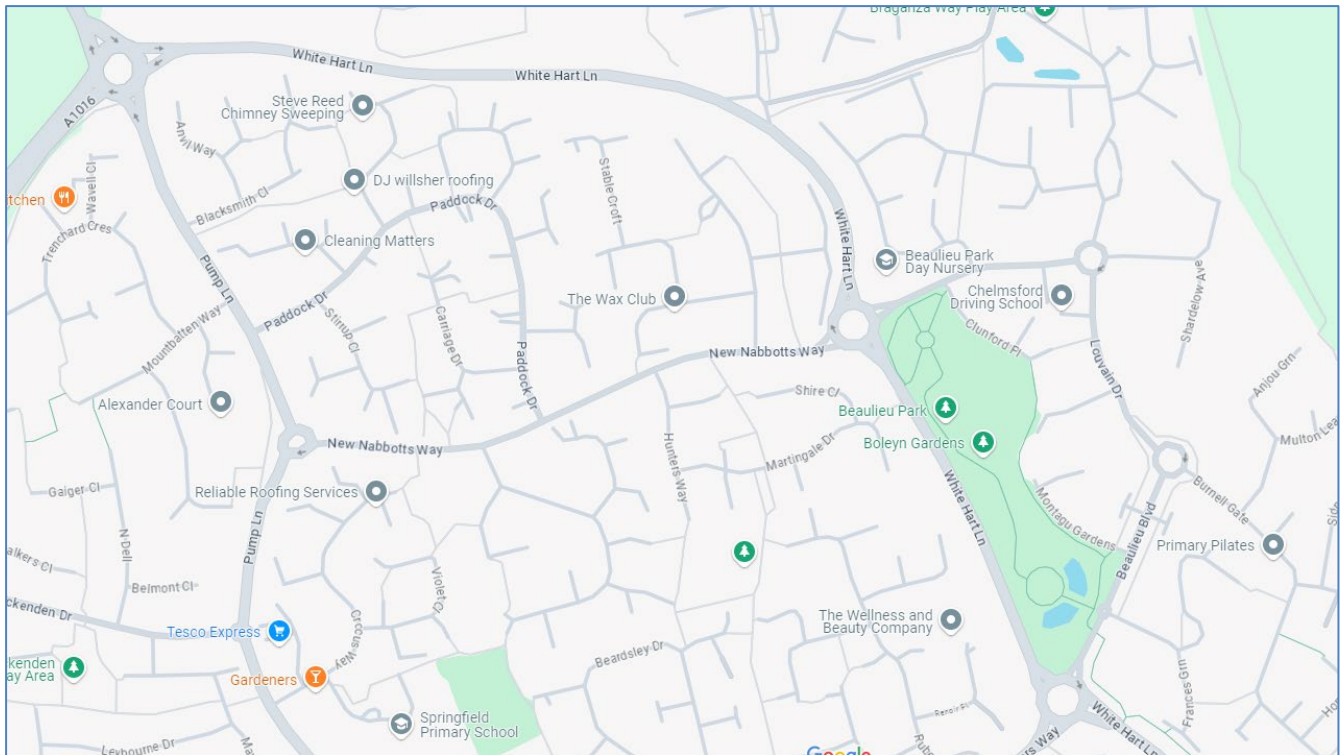 Braganza Way Play Area
White Hart Ln
White Hart Ln
Steve Reed
Chimney Sweeping
A1016
Anvil Way
Wavell Cl
DJ willsher roofing
Stable Croft
tchen
Blacksmith Cl
Paddock Dr
Trenchard Cres
Cleaning Matters
White Hart Ln
Beaulieu Park
Day Nursery
Pump Ln
The Wax Club
Chelmsford
Driving School
Shardelow Ave
Paddock Dr
Mountbatten Way
Stirrup Cl
Carriage Dr
Clunford Pl
New Nabbotts Way
Louvain Dr
Paddock Dr
Anjou Grn
Shire Cl
Alexander Court
Beaulieu Park
Boleyn Gardens
Multon Lea
New Nabbotts Way
Hunters Way
Martingale Dr
Gaiger Cl
Reliable Roofing Services
White Hart Ln
Burnell Gate
Montagu Gardens
Beaulieu Blvd
N Dell
Pump Ln
Primary Pilates
alkers Cl
Belmont Cl
Violet Cl
ckenden Dr
Tesco Express
Crocus Way
The Wellness and
Beauty Company
Beardsley Dr
kenden
ay Area
Gardeners
Frances Grn
Springfield
Primary School
Renoir Pl
White Hart Ln
Leybourne Dr
ers Way
Google